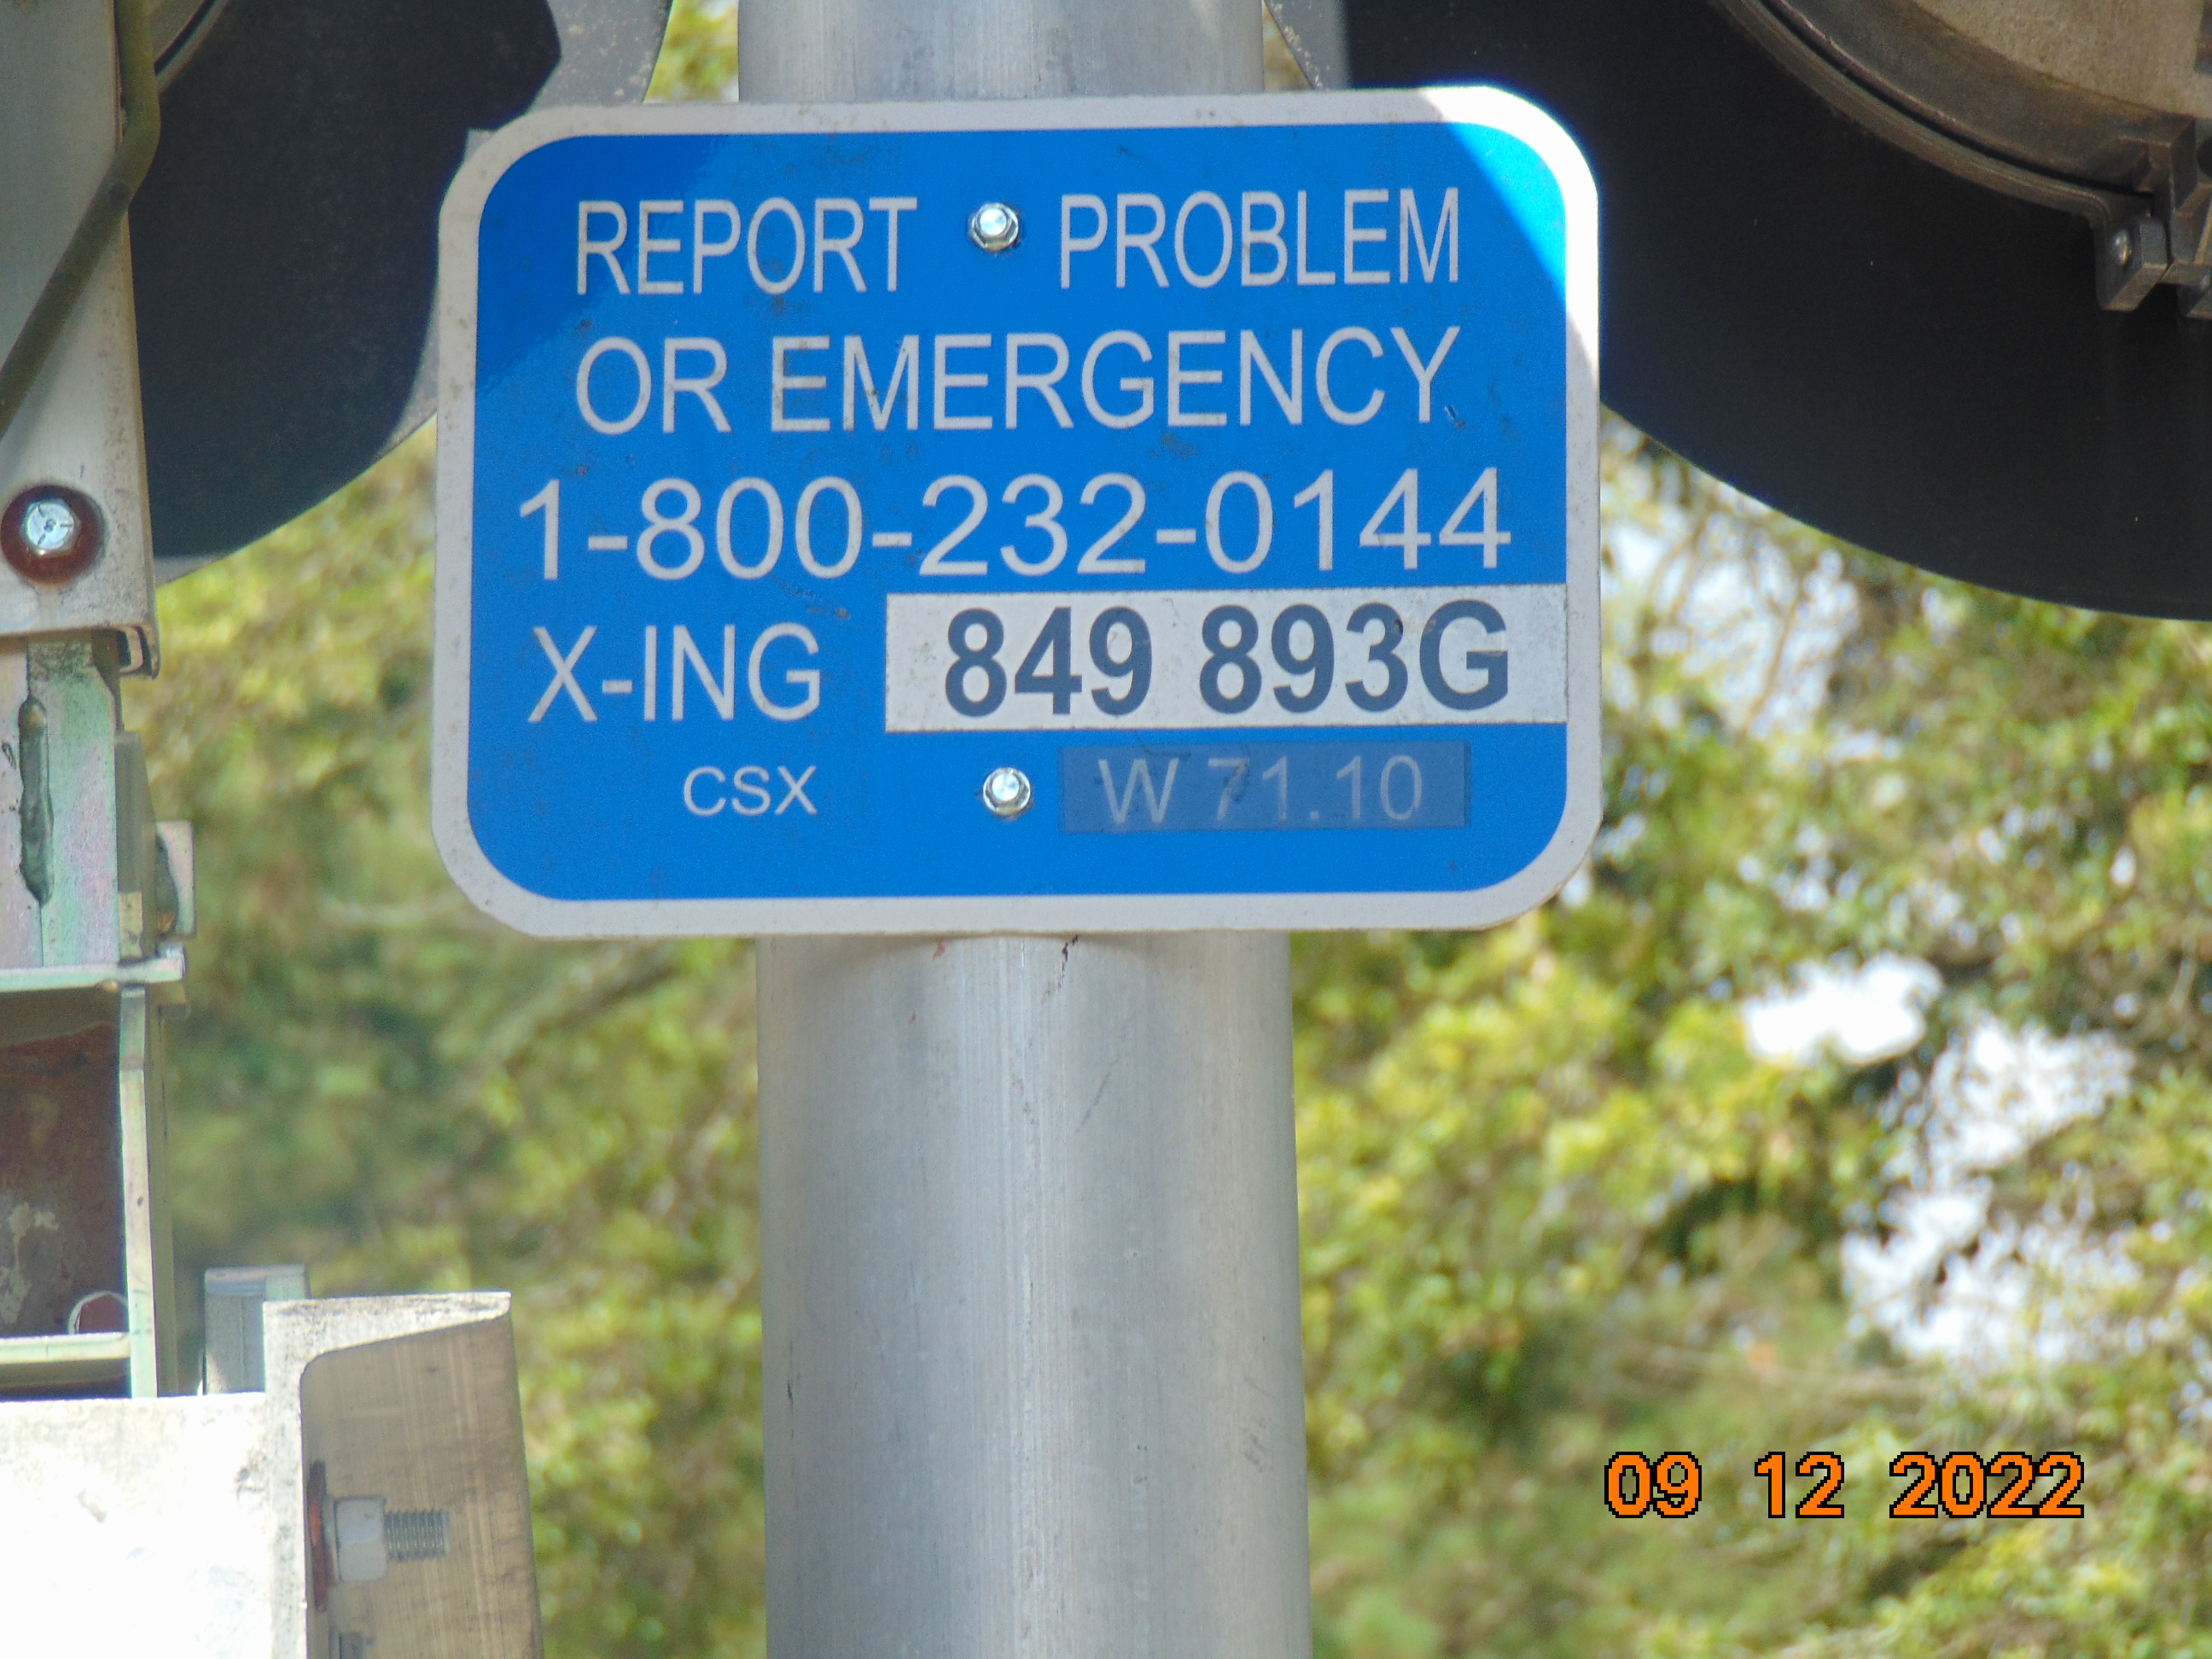 REPORT PROBLEM
OR EMERGENCY
1-800-232-0144
X-ING 849 893G
CSX W 71.10
09 12 2022